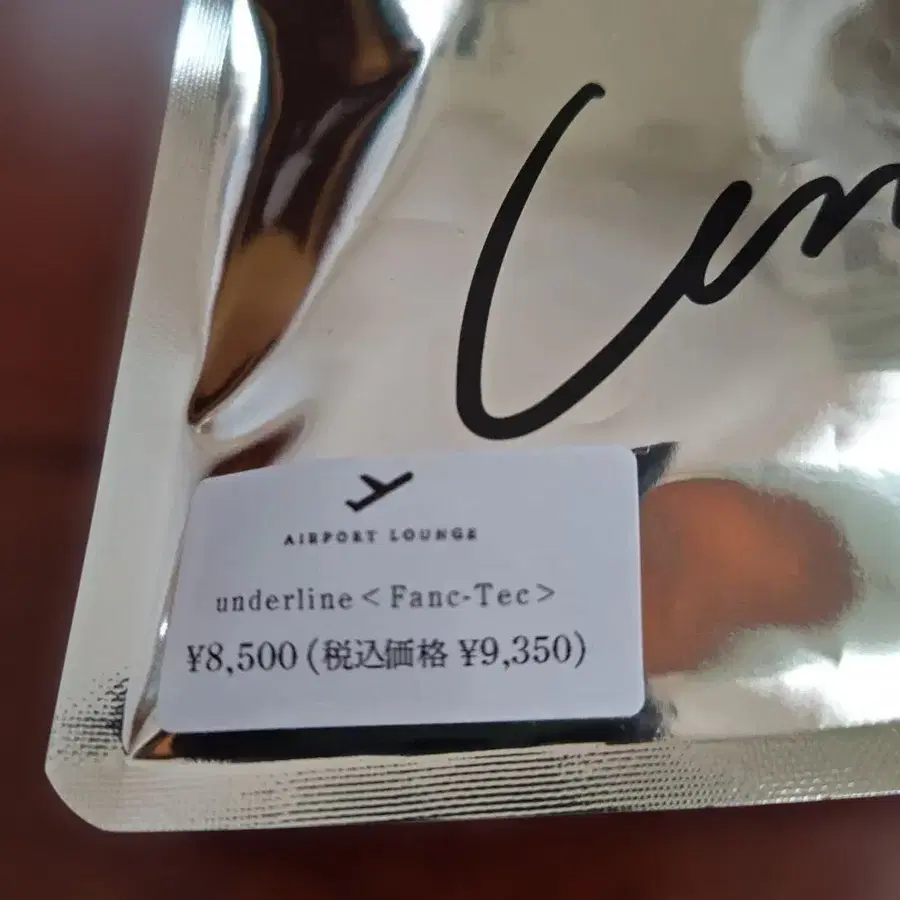 AIRPORT LOUNGE
underline < Fanc-Tec >
¥8,500 (税込価格 ¥9,350)